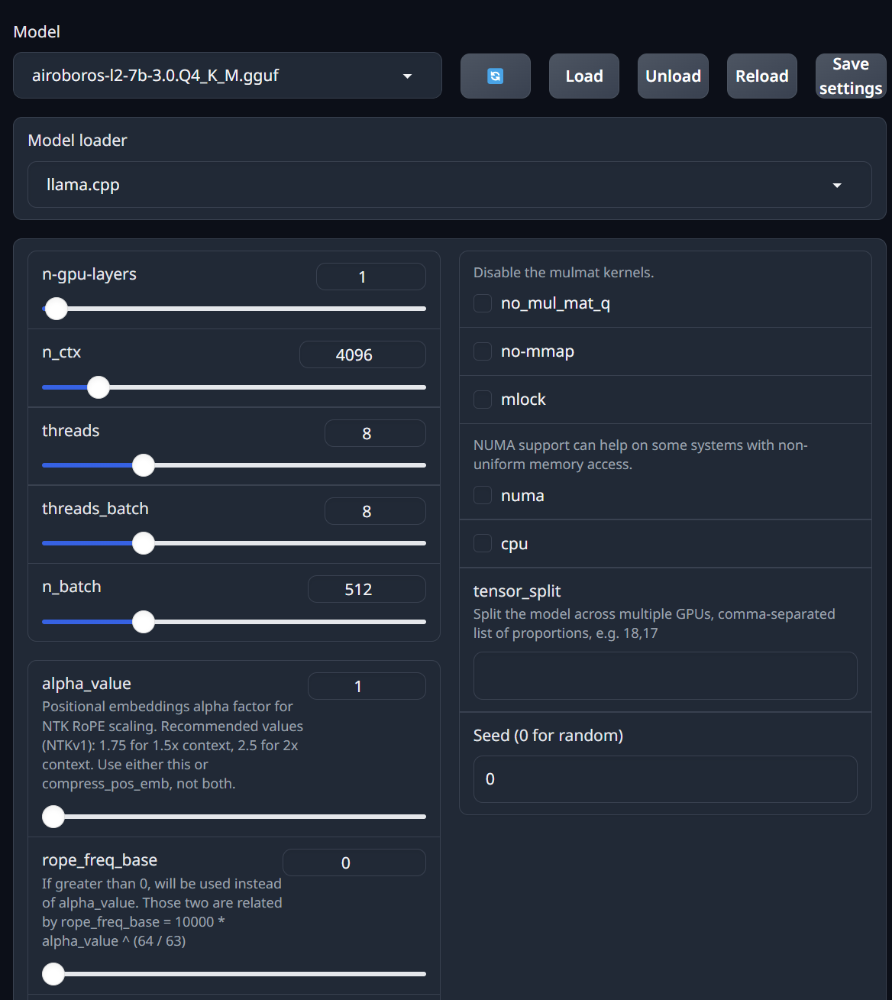 Model
airoboros-l2-7b-3.0.Q4_K_M.gguf
Load
Unload
Reload
Save
settings
Model loader
llama.cpp
n-gpu-layers
1
n_ctx
4096
threads
8
threads_batch
8
n_batch
512
alpha_value
1
Positional embeddings alpha factor for
NTK RoPE scaling. Recommended values
(NTKv1): 1.75 for 1.5x context, 2.5 for 2x
context. Use either this or
compress_pos_emb, not both.
rope_freq_base
0
If greater than 0, will be used instead
of alpha_value. Those two are related
by rope_freq_base = 10000 *
alpha_value ^ (64 / 63)
Disable the mulmat kernels.
no_mul_mat_q
no-mmap
mlock
NUMA support can help on some systems with non-
uniform memory access.
numa
cpu
tensor_split
Split the model across multiple GPUs, comma-separated
list of proportions, e.g. 18,17
Seed (0 for random)
0